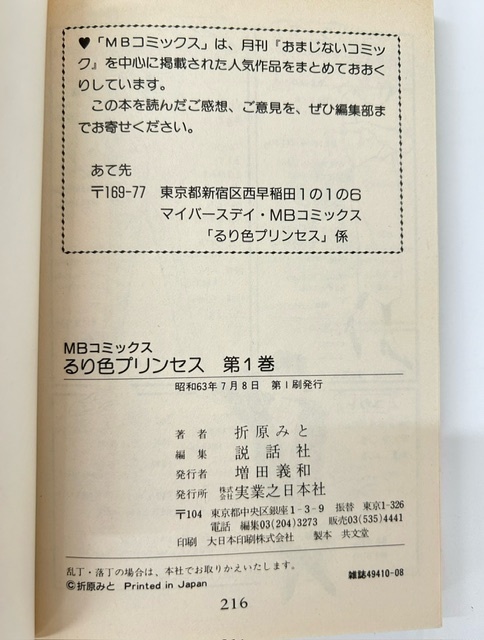 ♥「MBコミックス」は、月刊『おまじないコミッ
ク』を中心に掲載された人気作品をまとめておおく
りしています。
この本を読んだご感想、ご意見を、ぜひ編集部ま
でお寄せください。
あて先
〒169-77 東京都新宿区西早稲田1の1の6
マイバースデイ・MBコミックス
「るり色プリンセス」係
MBコミックス
るり色プリンセス 第1巻
昭和63年7月8日 第1刷発行
著者 折原みと
編集 説話社
発行者 増田義和
発行所 株式会社実業之日本社
〒104 東京都中央区銀座1-3-9 振替 東京1-326
電話 編集03(204)3273 販売03(535)4441
印刷 大日本印刷株式会社 製本 共文堂
乱丁・落丁の場合は、本社でお取りかえいたします。
©折原みと Printed in Japan 雑誌49410-08
216